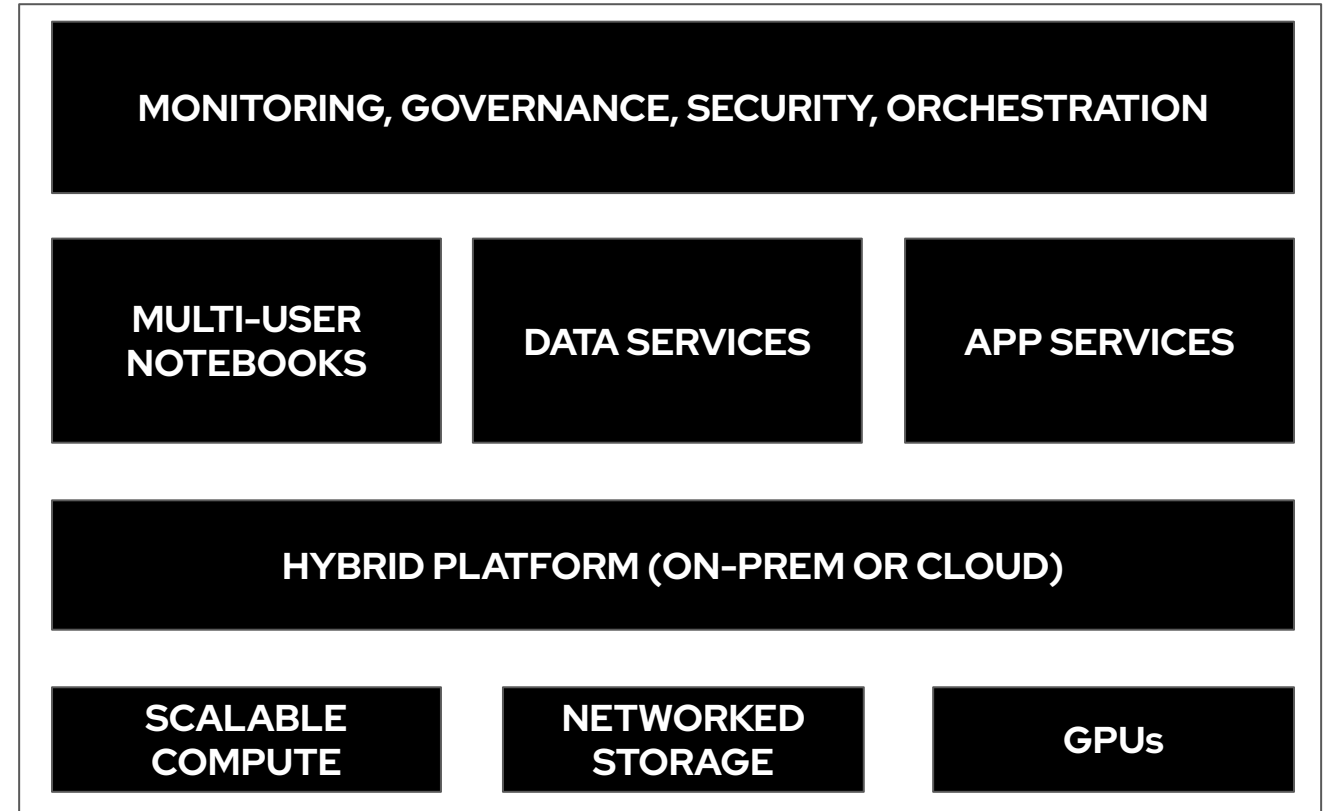 MONITORING, GOVERNANCE, SECURITY, ORCHESTRATION
MULTI-USER
NOTEBOOKS
DATA SERVICES
APP SERVICES
HYBRID PLATFORM (ON-PREM OR CLOUD)
SCALABLE
COMPUTE
NETWORKED
STORAGE
GPUs